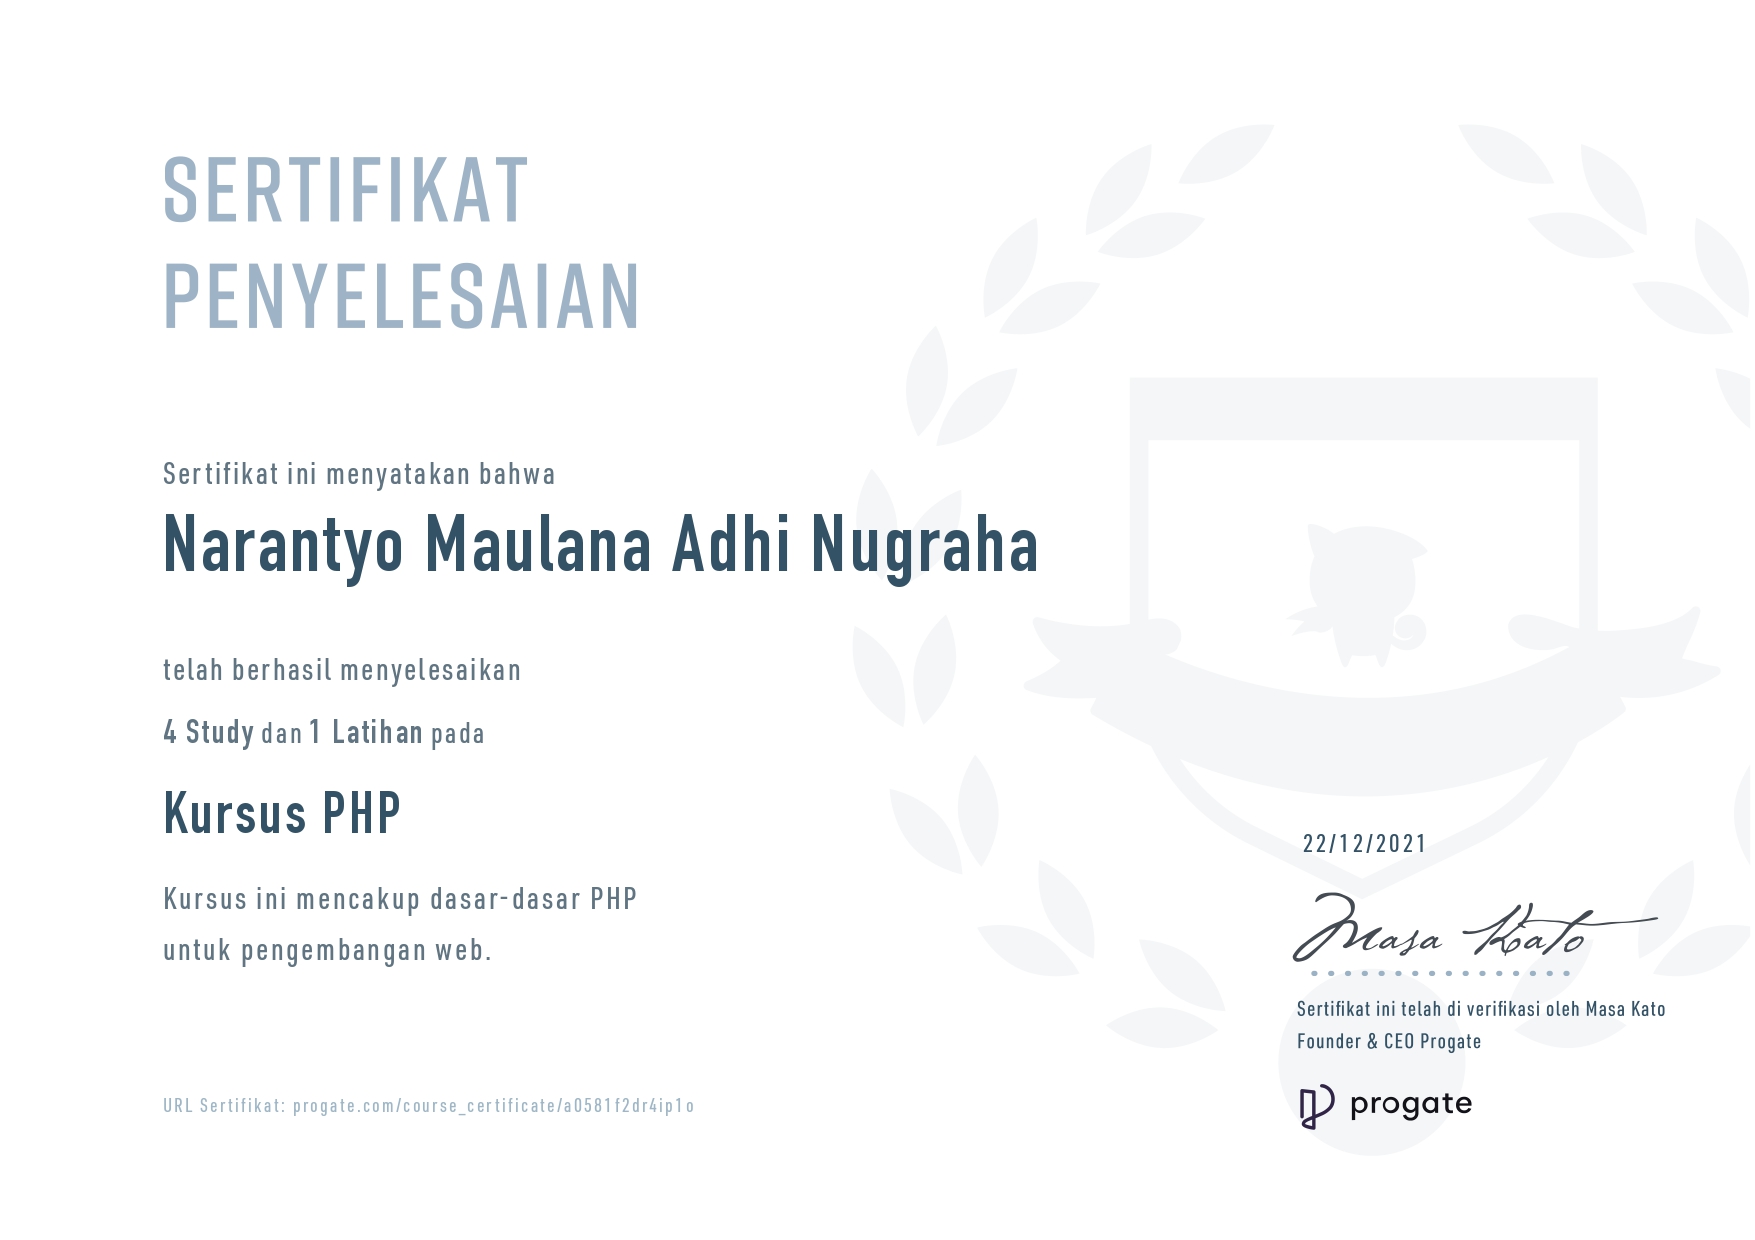 SERTIFIKAT
PENYELESAIAN
Sertifikat ini menyatakan bahwa
Narantyo Maulana Adhi Nugraha
telah berhasil menyelesaikan
4 Study dan 1 Latihan pada
Kursus PHP
Kursus ini mencakup dasar-dasar PHP
untuk pengembangan web.
22/12/2021
Masa Kato
Sertifikat ini telah di verifikasi oleh Masa Kato
Founder & CEO Progate
progate
URL Sertifikat: progate.com/course_certificate/a0581f2dr4ip1o